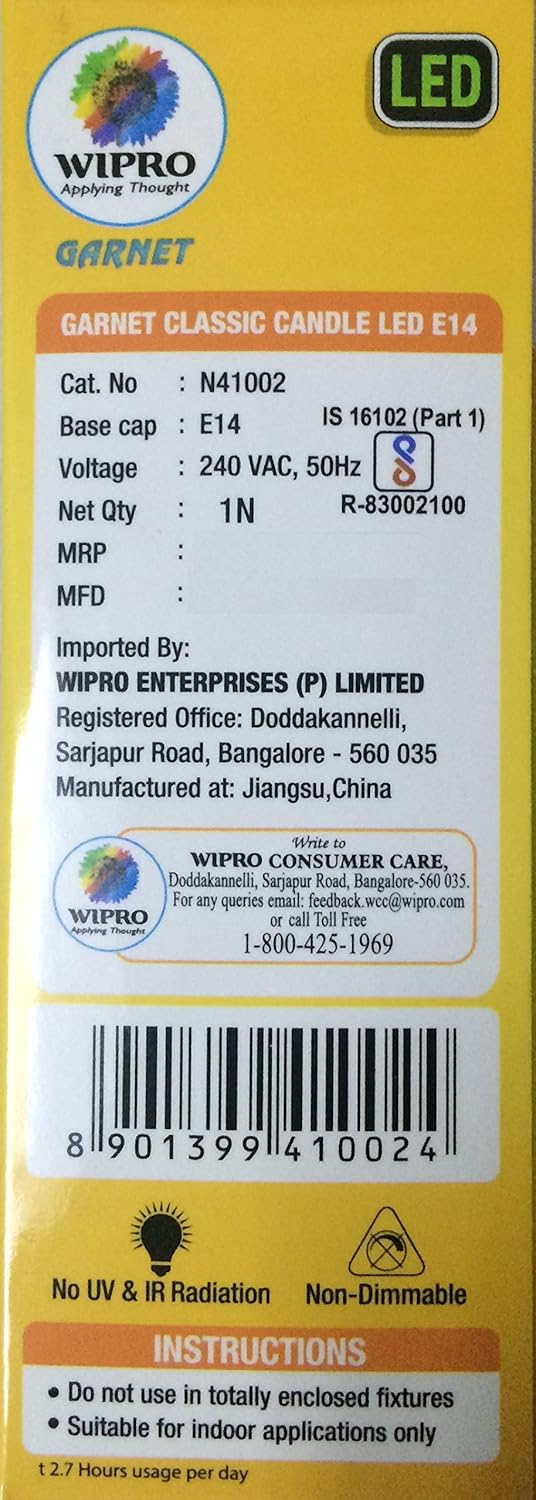 WIPRO
Applying Thought
LED
GARNET
GARNET CLASSIC CANDLE LED E14
Cat. No : N41002
Base cap : E14 IS 16102 (Part 1)
Voltage : 240 VAC, 50Hz
Net Qty : 1N R-83002100
MRP :
MFD :
Imported By:
WIPRO ENTERPRISES (P) LIMITED
Registered Office: Doddakannelli,
Sarjapur Road, Bangalore - 560 035
Manufactured at: Jiangsu,China
Write to
WIPRO CONSUMER CARE,
Doddakannelli, Sarjapur Road, Bangalore-560 035.
For any queries email: feedback.wcc@wipro.com
or call Toll Free
1-800-425-1969
WIPRO
Applying Thought
8 901399 410024
No UV & IR Radiation Non-Dimmable
INSTRUCTIONS
• Do not use in totally enclosed fixtures
• Suitable for indoor applications only
t 2.7 Hours usage per day